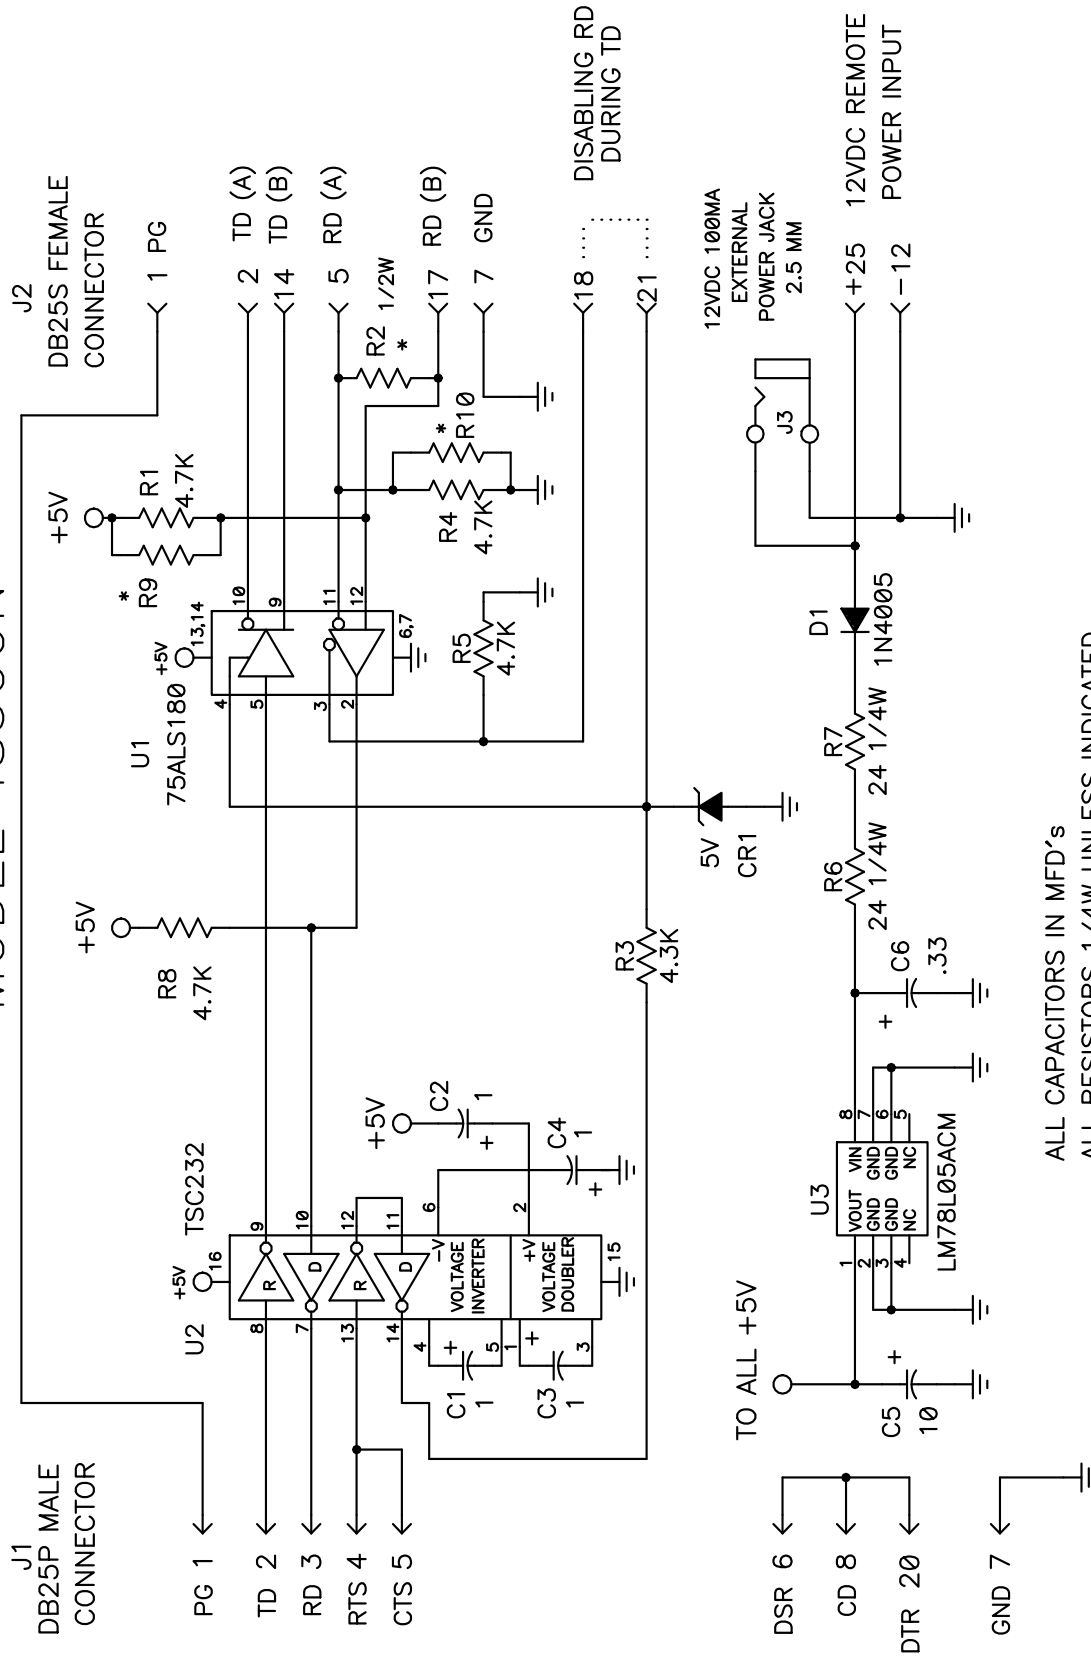 J1
DB25P MALE
CONNECTOR
PG 1
TD 2
RD 3
RTS 4
CTS 5
DSR 6
CD 8
DTR 20
GND 7
J2
DB25S FEMALE
CONNECTOR
1 PG
2 TD (A)
14 TD (B)
5 RD (A)
17 RD (B)
7 GND
18
21
DISABLING RD
DURING TD
+25
-12
12VDC REMOTE
POWER INPUT
12VDC 100MA
EXTERNAL
POWER JACK
2.5 MM
J3
U2
TSC232
+5V
16
8
R
9
7
D
10
13
R
12
14
D
11
4
5
VOLTAGE
INVERTER
-V
6
1
3
VOLTAGE
DOUBLER
+V
2
15
C1
1
+
C3
1
+
+5V
C2
1
+
C4
1
+
+5V
R8
4.7K
U1
75ALS180
+5V
13,14
4
5
3
2
10
9
11
12
6,7
+5V
*
R9
R1
4.7K
R4
4.7K
*
R10
R2
1/2W
*
R5
4.7K
R3
4.3K
5V
CR1
TO ALL +5V
C5
10
+
U3
LM78L05ACM
1 VOUT
2 GND
3 GND
4 NC
VIN 8
GND 7
GND 6
NC 5
C6
.33
+
R6
24 1/4W
R7
24 1/4W
D1
1N4005
ALL CAPACITORS IN MFD's
ALL RESISTORS 1/4W UNLESS INDICATED